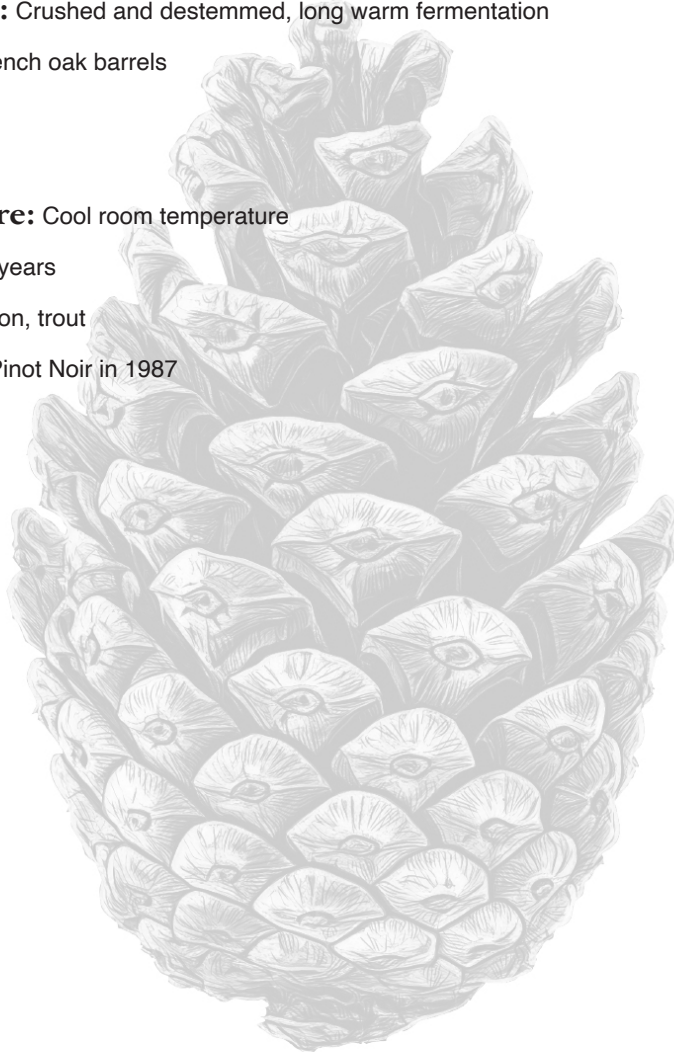 : Crushed and destemmed, long warm fermentation
ench oak barrels
re: Cool room temperature
years
on, trout
Pinot Noir in 1987